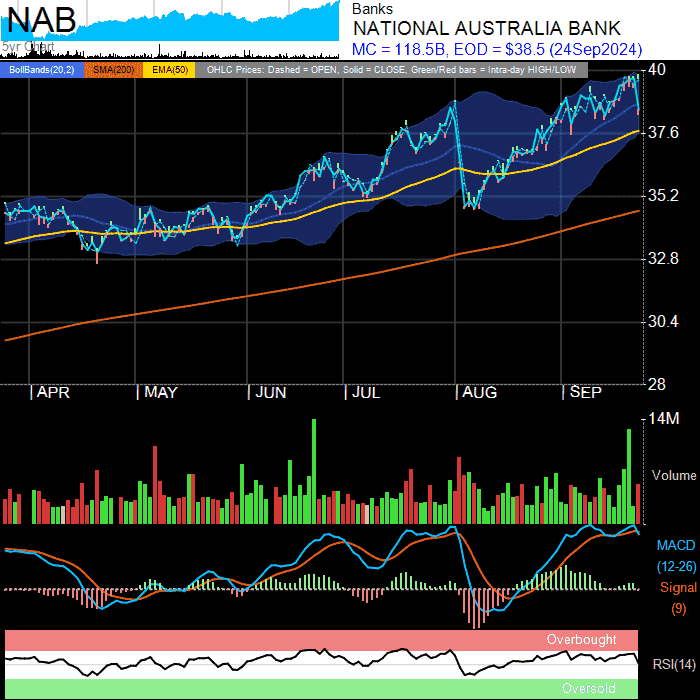 NAB
5yr Chart
Banks
NATIONAL AUSTRALIA BANK
MC = 118.5B, EOD = $38.5 (24Sep2024)
BollBands(20,2) SMA(200) EMA(50) OHLC Prices: Dashed = OPEN, Solid = CLOSE, Green/Red bars = Intra-day HIGH/LOW
40
37.6
35.2
32.8
30.4
28
APR MAY JUN JUL AUG SEP
14M
Volume
MACD
(12-26)
Signal
(9)
Overbought
RSI(14)
Oversold